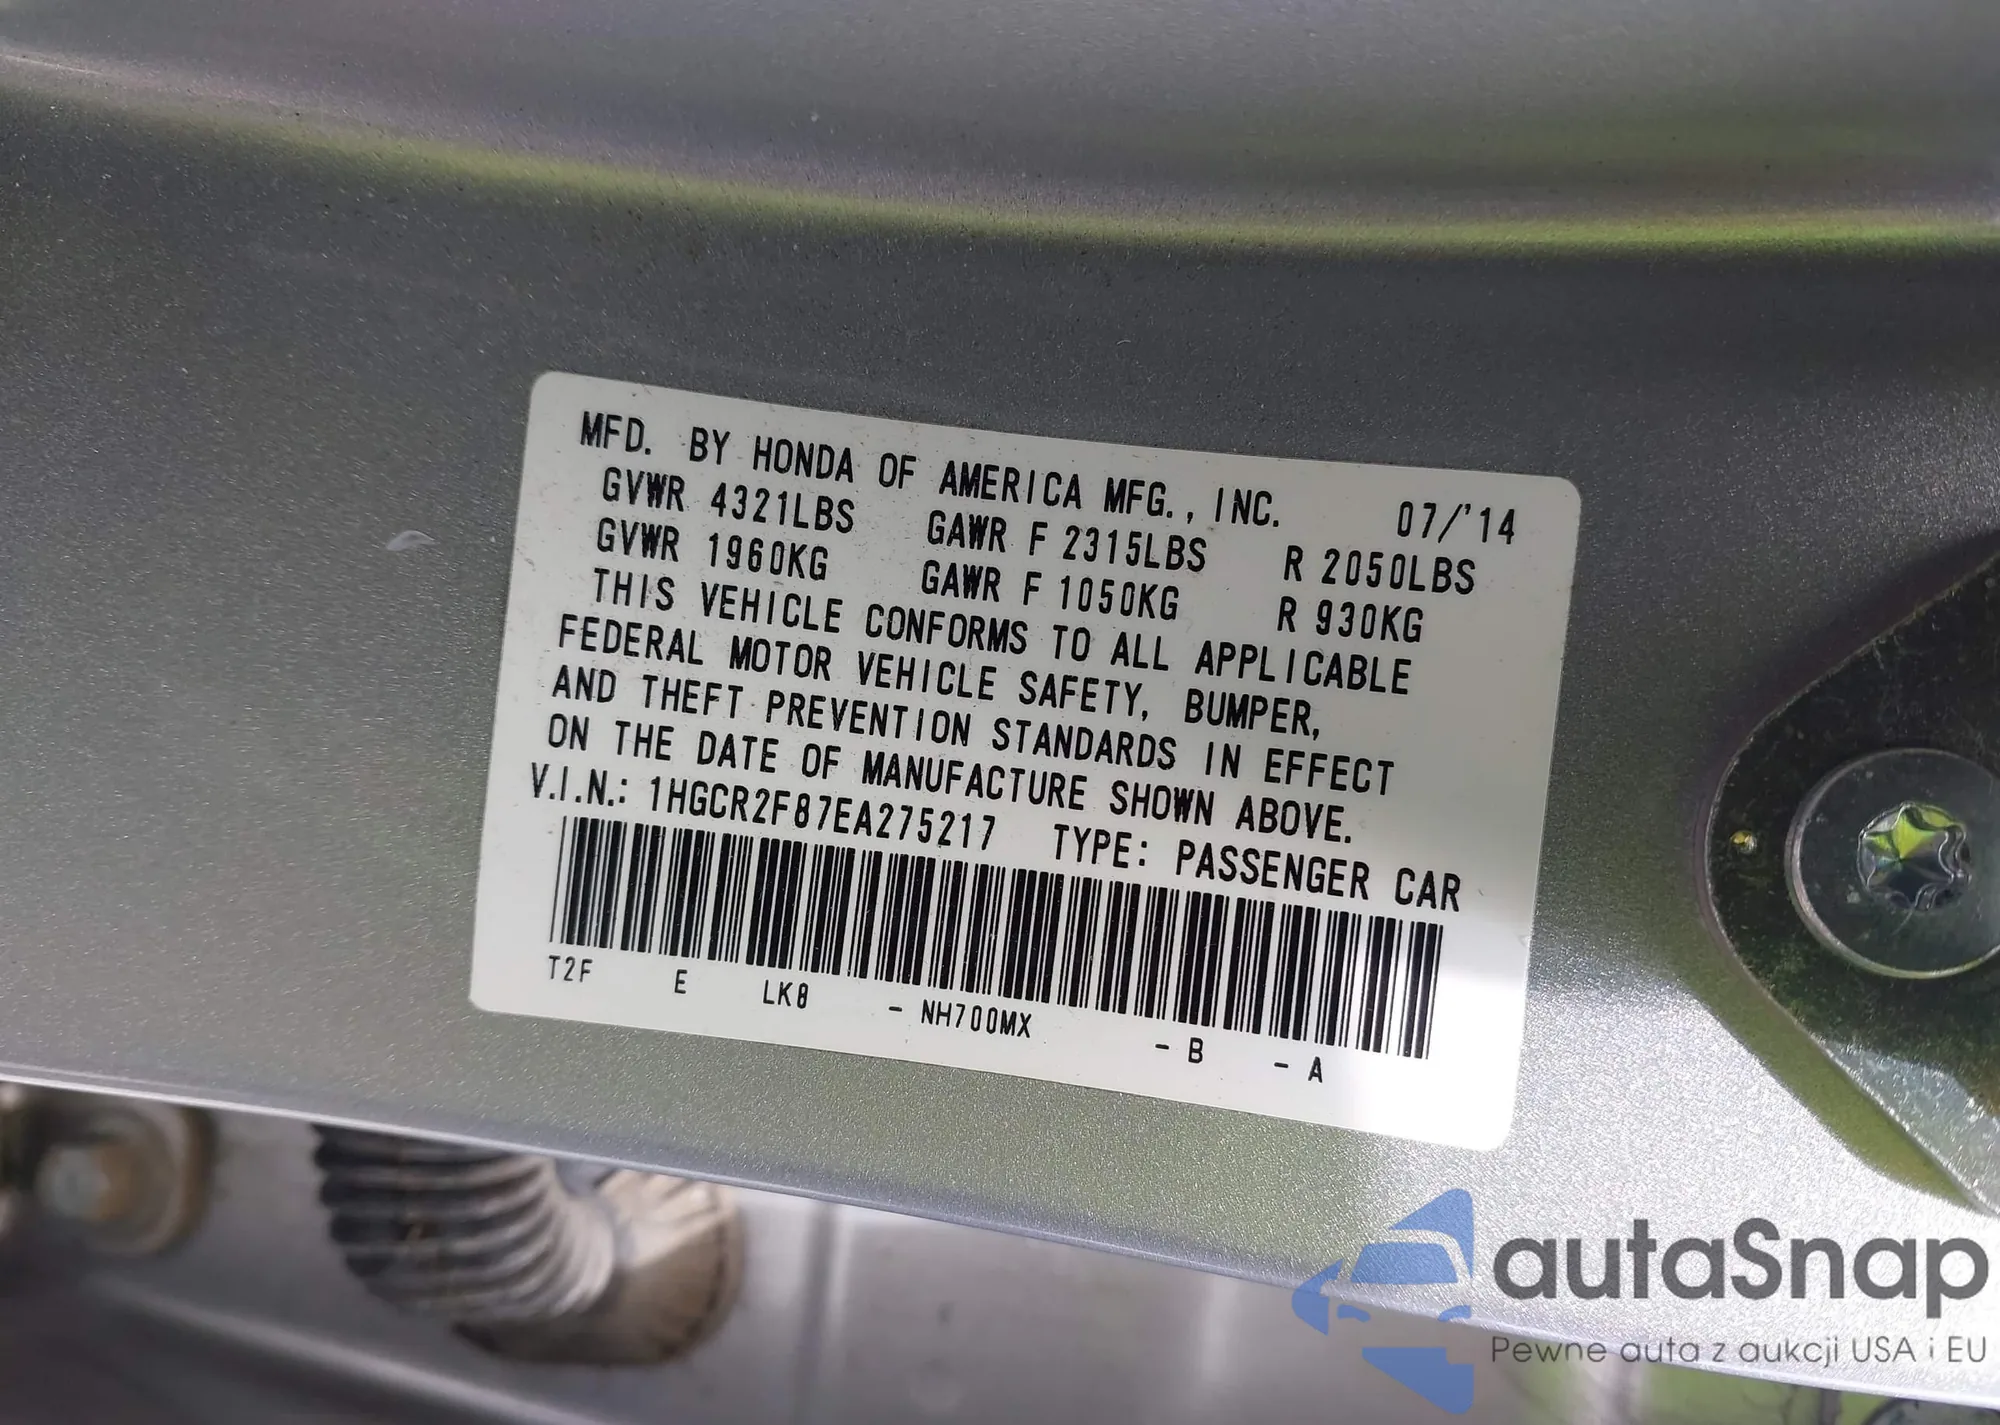 MFD. BY HONDA OF AMERICA MFG., INC. 07/'14
GVWR 4321LBS GAWR F 2315LBS R 2050LBS
GVWR 1960KG GAWR F 1050KG R 930KG
THIS VEHICLE CONFORMS TO ALL APPLICABLE
FEDERAL MOTOR VEHICLE SAFETY, BUMPER,
AND THEFT PREVENTION STANDARDS IN EFFECT
ON THE DATE OF MANUFACTURE SHOWN ABOVE.
V.I.N.: 1HGCR2F87EA275217 TYPE: PASSENGER CAR
T2F E LK8 - NH700MX - B - A
autaSnap
Pewne auta z aukcji USA i EU